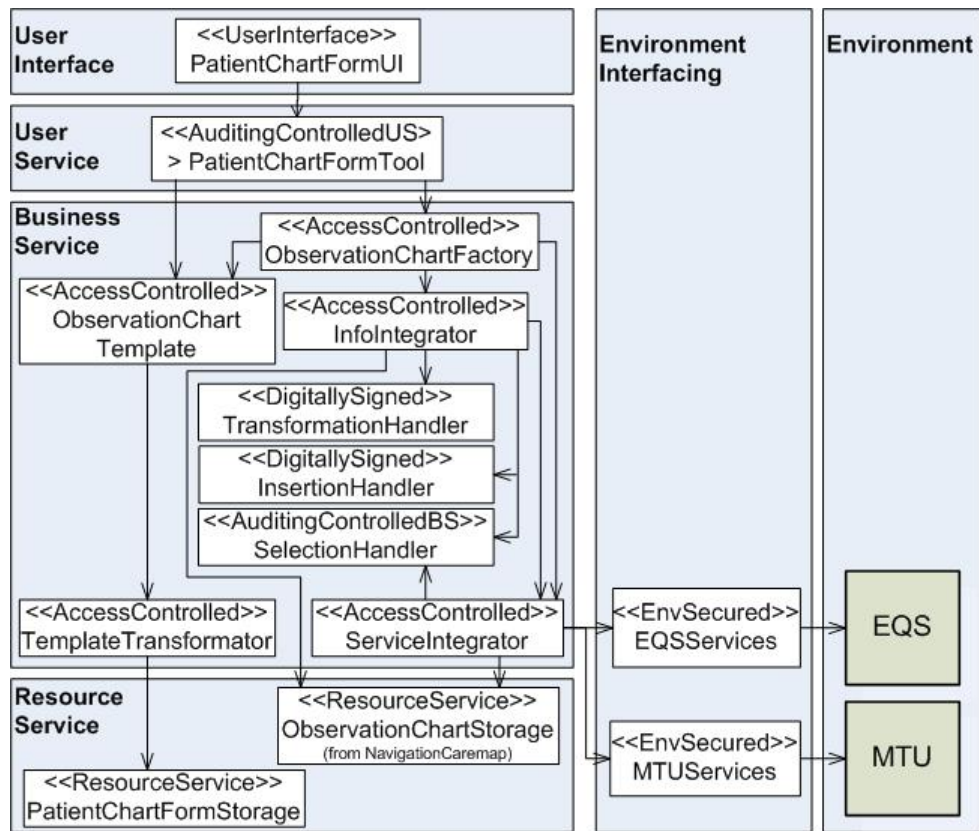 User
Interface
<<UserInterface>>
PatientChartFormUI
User
Service
<<AuditingControlledUS>
> PatientChartFormTool
Business
Service
<<AccessControlled>>
ObservationChartFactory
<<AccessControlled>>
ObservationChart
Template
<<AccessControlled>>
InfoIntegrator
<<DigitallySigned>>
TransformationHandler
<<DigitallySigned>>
InsertionHandler
<<AuditingControlledBS>>
SelectionHandler
<<AccessControlled>>
TemplateTransformator
<<AccessControlled>>
ServiceIntegrator
Resource
Service
<<ResourceService>>
ObservationChartStorage
(from NavigationCaremap)
<<ResourceService>>
PatientChartFormStorage
Environment
Interfacing
<<EnvSecured>>
EQSServices
<<EnvSecured>>
MTUServices
Environment
EQS
MTU